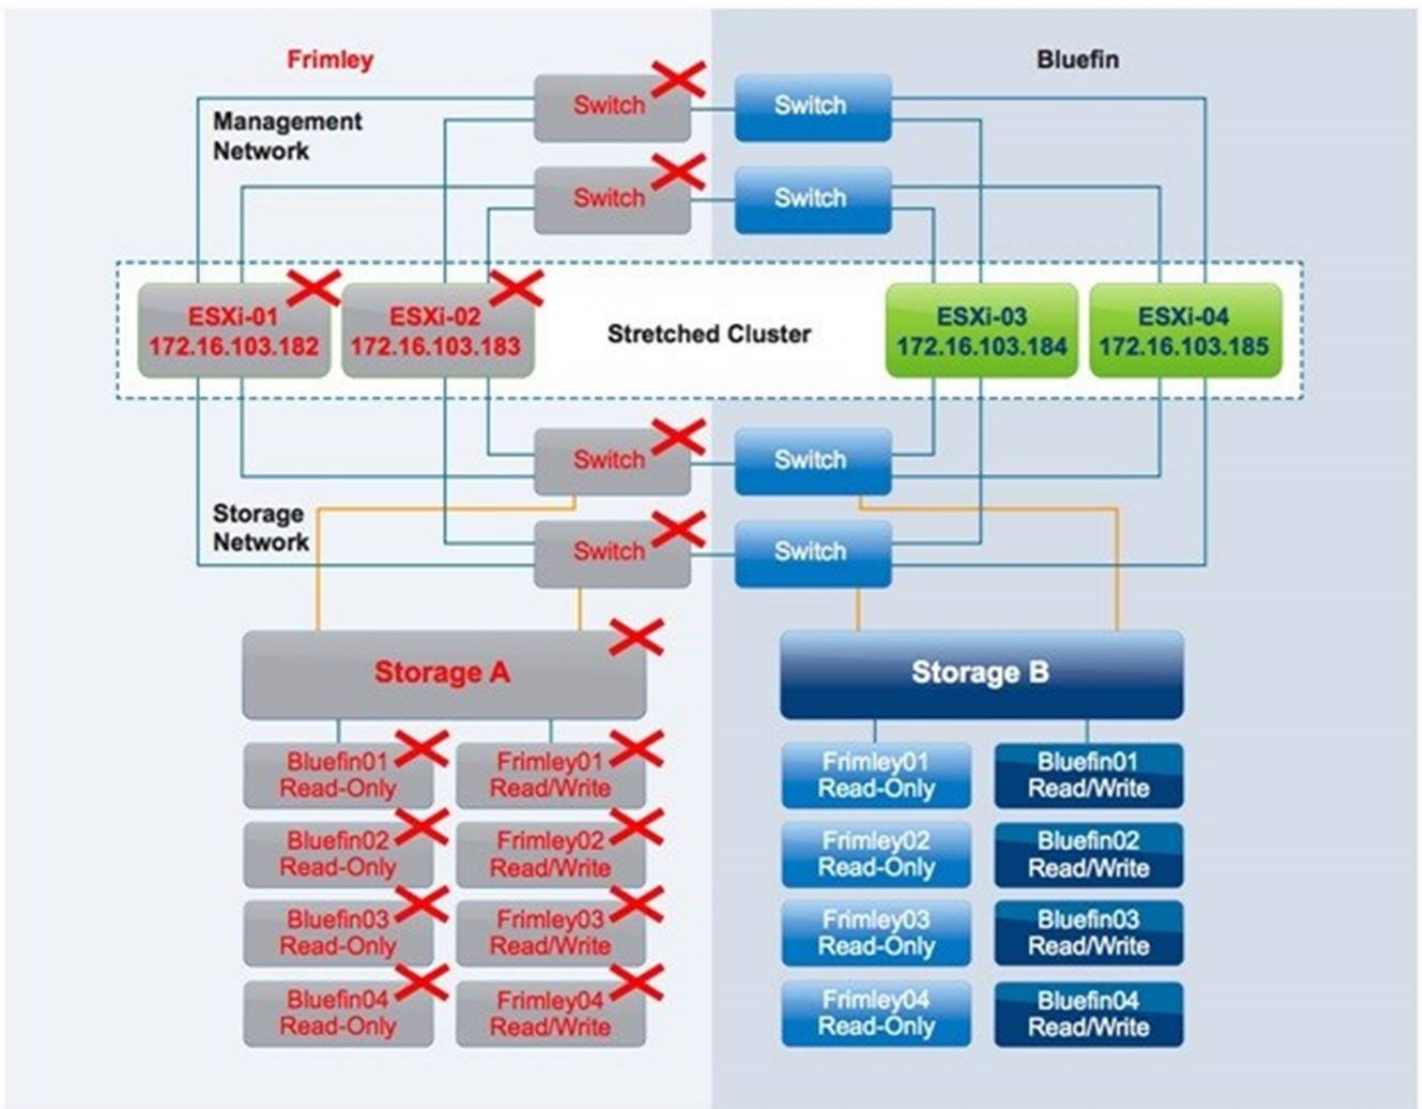 Frimley
Bluefin
Management
Network
Switch
Switch
Switch
Switch
ESXi-01
172.16.103.182
ESXi-02
172.16.103.183
Stretched Cluster
ESXi-03
172.16.103.184
ESXi-04
172.16.103.185
Switch
Switch
Storage
Network
Switch
Switch
Storage A
Storage B
Bluefin01
Read-Only
Frimley01
Read/Write
Frimley01
Read-Only
Bluefin01
Read/Write
Bluefin02
Read-Only
Frimley02
Read/Write
Frimley02
Read-Only
Bluefin02
Read/Write
Bluefin03
Read-Only
Frimley03
Read/Write
Frimley03
Read-Only
Bluefin03
Read/Write
Bluefin04
Read-Only
Frimley04
Read/Write
Frimley04
Read-Only
Bluefin04
Read/Write